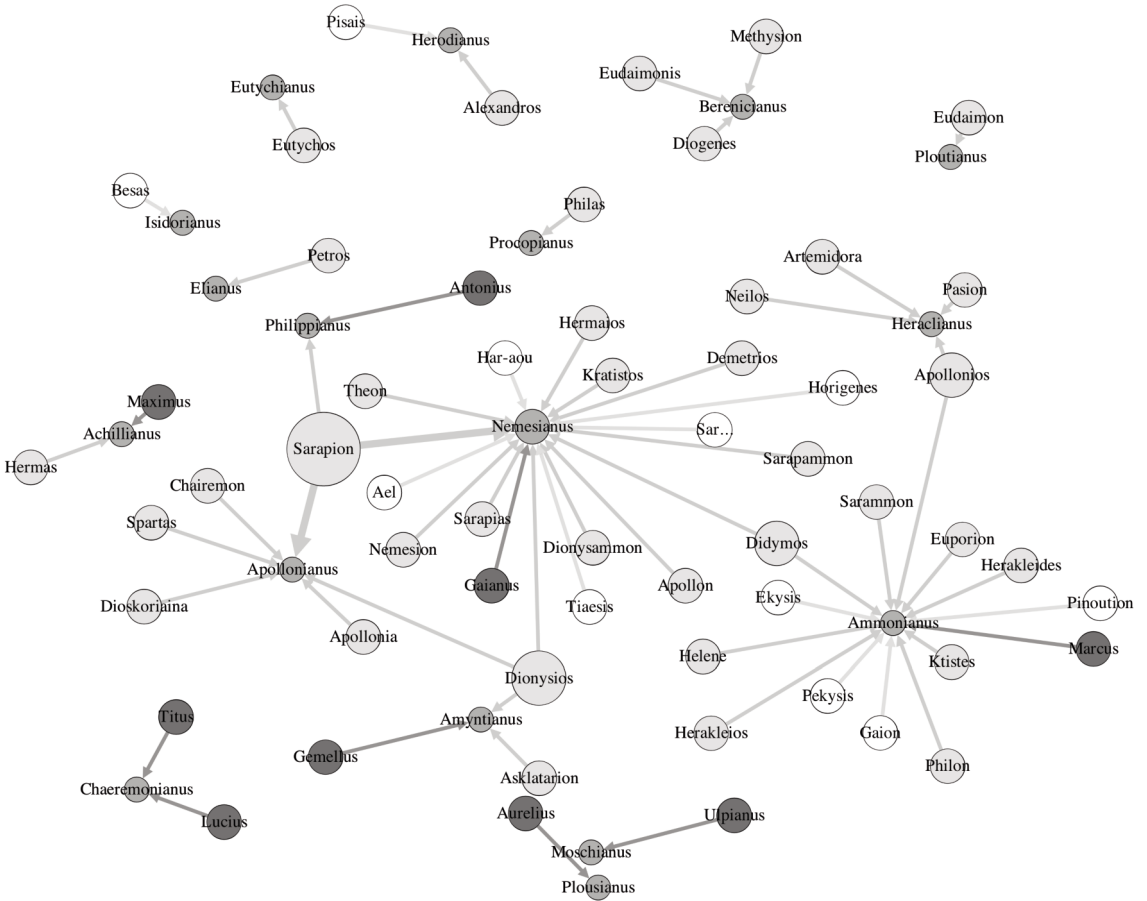 Pisais
Herodianus
Methysion
Eudaimonis
Eutychianus
Alexandros
Berenicianus
Eudaimon
Eutychos
Diogenes
Ploutianus
Besas
Isidorianus
Philas
Procopianus
Petros
Artemidora
Elianus
Antonius
Neilos
Pasion
Philippianus
Hermaios
Heraclianus
Har-aou
Demetrios
Theon
Kratistos
Horigenes
Apollonios
Maximus
Achillianus
Nemesianus
Sar...
Sarapion
Hermas
Sarapammon
Chairemon
Ael
Sarammon
Spartas
Sarapias
Nemesion
Dionysammon
Didymos
Euporion
Apollonianus
Herakleides
Gaianus
Apollon
Dioskoriaina
Tiaesis
Ekysis
Pinoution
Apollonia
Ammonianus
Helene
Ktistes
Marcus
Dionysios
Pekysis
Titus
Amyntianus
Herakleios
Gaion
Gemellus
Asklatarion
Philon
Chaeremonianus
Lucius
Aurelius
Ulpianus
Moschianus
Plousianus